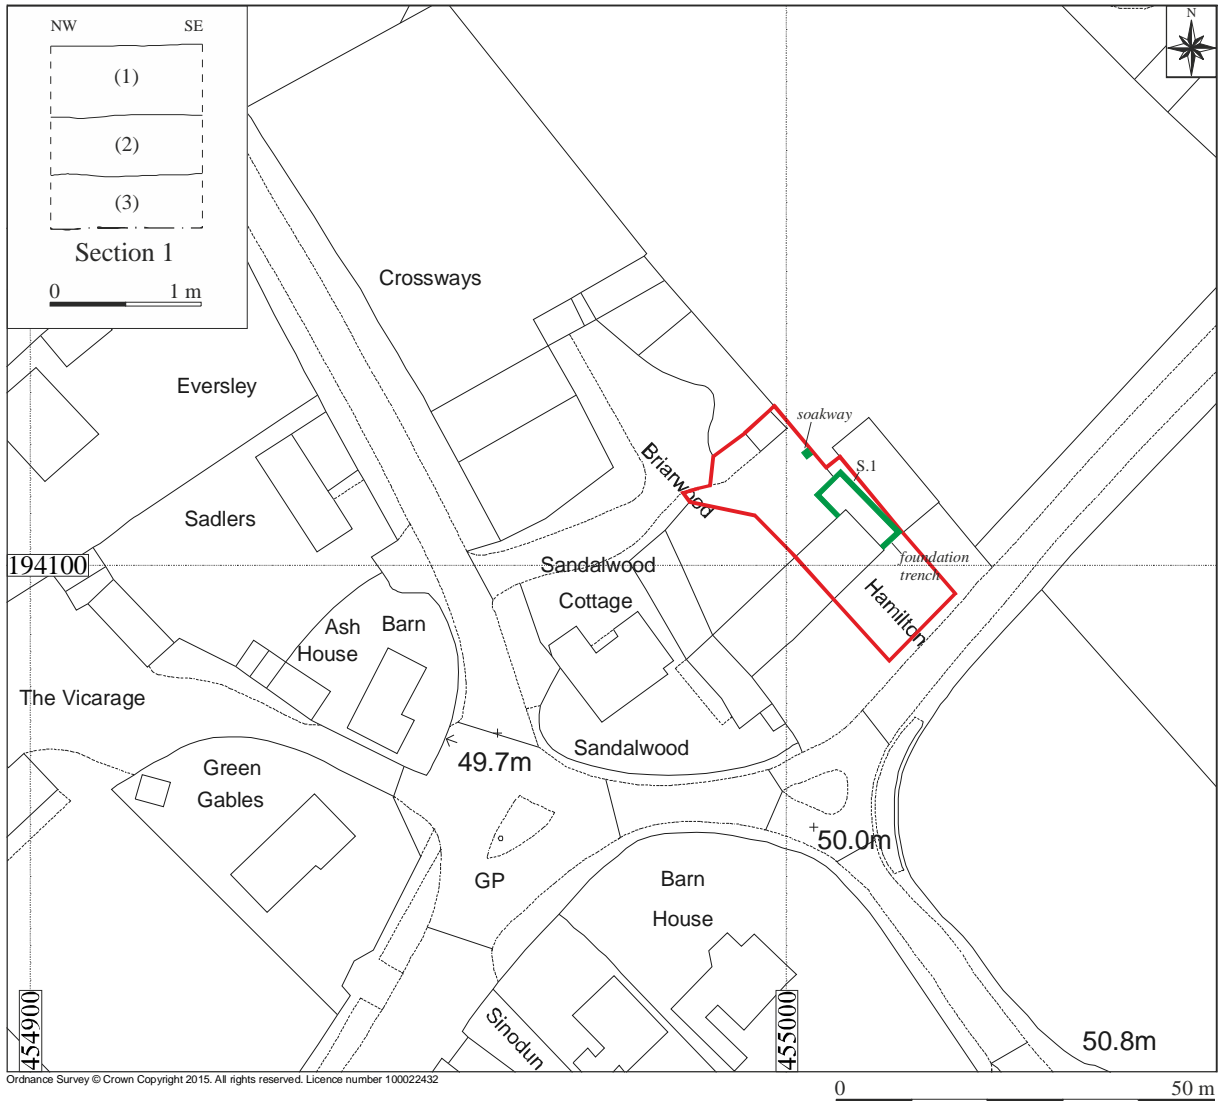 NW SE
(1)
(2)
(3)
Section 1
0 1 m
N
Crossways
Eversley
soakway
S.1
Briarwood
Sadlers
foundation
trench
194100
Sandalwood
Cottage
Hamilton
Ash
House
Barn
The Vicarage
Sandalwood
49.7m
Green
Gables
50.0m
GP
Barn
House
Sinodun
454900
455000
50.8m
Ordnance Survey © Crown Copyright 2015. All rights reserved. Licence number 100022432
0 50 m